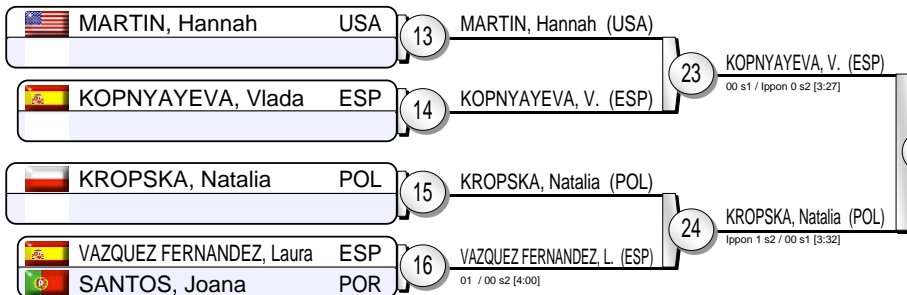 MARTIN, Hannah USA
13
MARTIN, Hannah (USA)
KOPNYAYEVA, Vlada ESP
14
KOPNYAYEVA, V. (ESP)
23
KOPNYAYEVA, V. (ESP)
00 s1 / Ippon 0 s2 [3:27]
KROPSKA, Natalia POL
15
KROPSKA, Natalia (POL)
VAZQUEZ FERNANDEZ, Laura ESP
SANTOS, Joana POR
16
VAZQUEZ FERNANDEZ, L. (ESP)
01 / 00 s2 [4:00]
24
KROPSKA, Natalia (POL)
Ippon 1 s2 / 00 s1 [3:32]